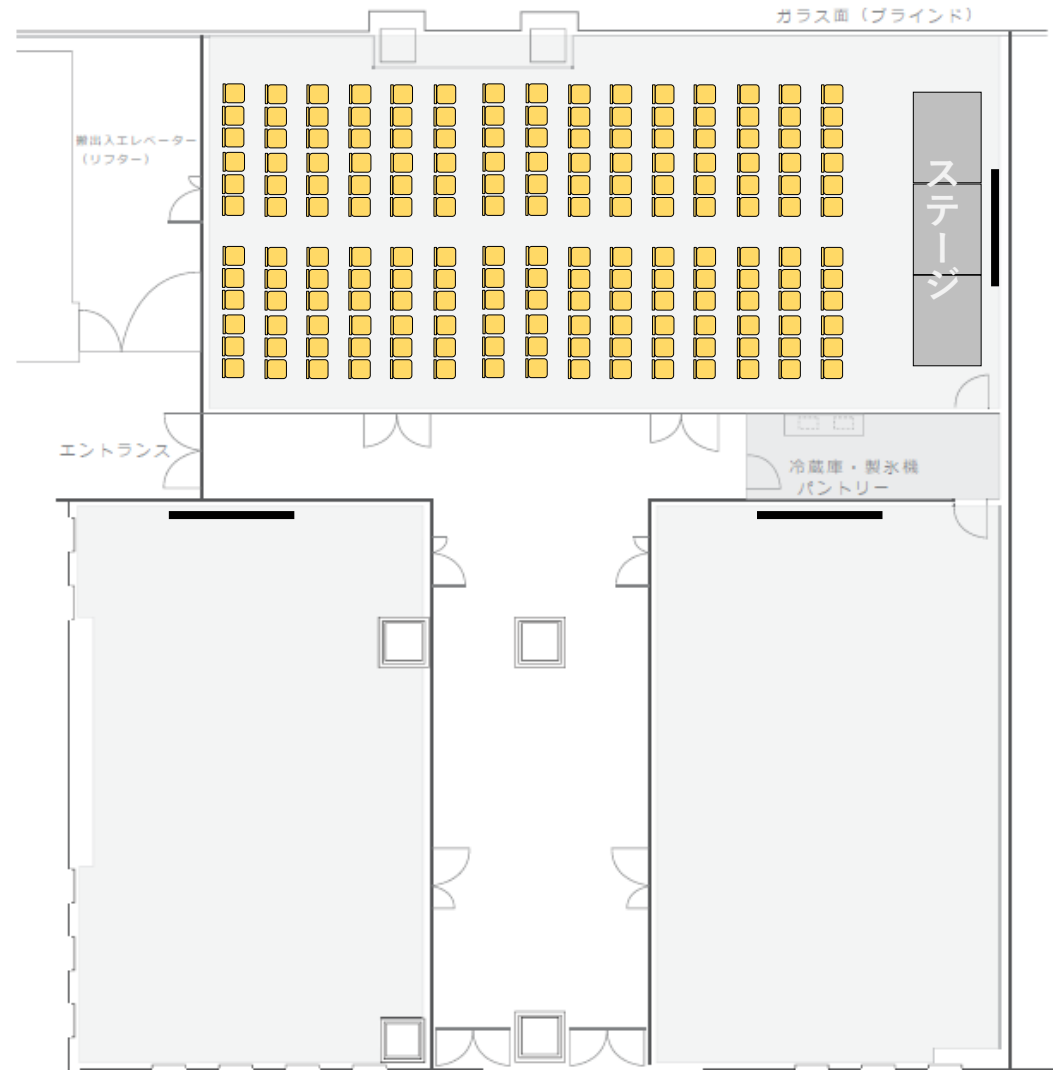 ガラス面（ブラインド）
搬出入エレベーター
（リフター）
ステージ
エントランス
冷蔵庫・製氷機
パントリー